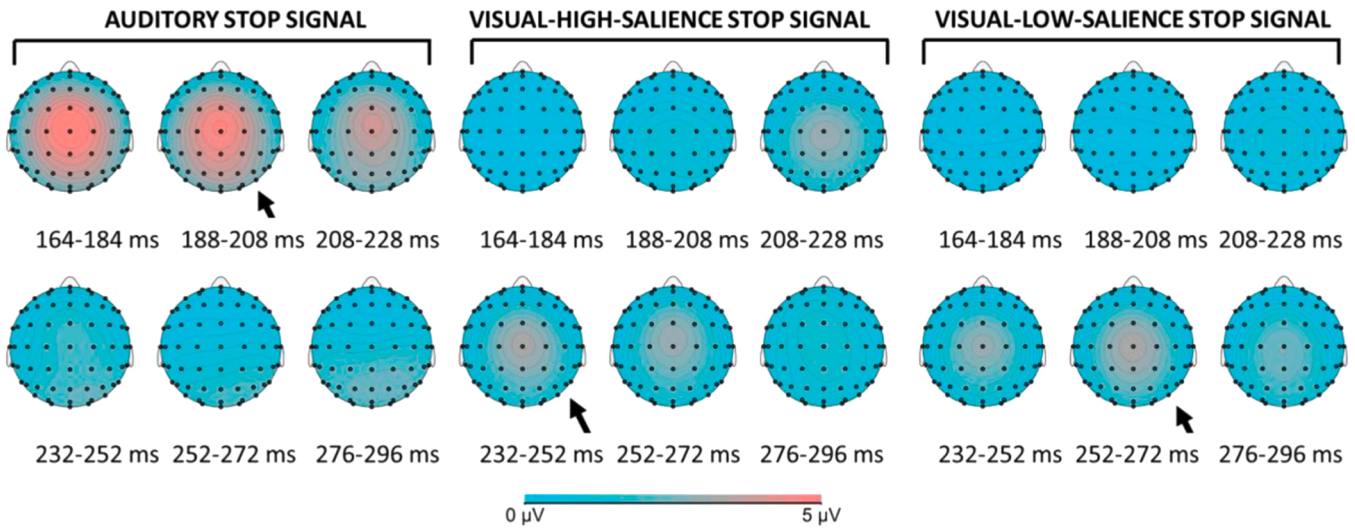 AUDITORY STOP SIGNAL VISUAL-HIGH-SALIENCE STOP SIGNAL VISUAL-LOW-SALIENCE STOP SIGNAL
164-184 ms 188-208 ms 208-228 ms 164-184 ms 188-208 ms 208-228 ms 164-184 ms 188-208 ms 208-228 ms
232-252 ms 252-272 ms 276-296 ms 232-252 ms 252-272 ms 276-296 ms 232-252 ms 252-272 ms 276-296 ms
0 µV 5 µV